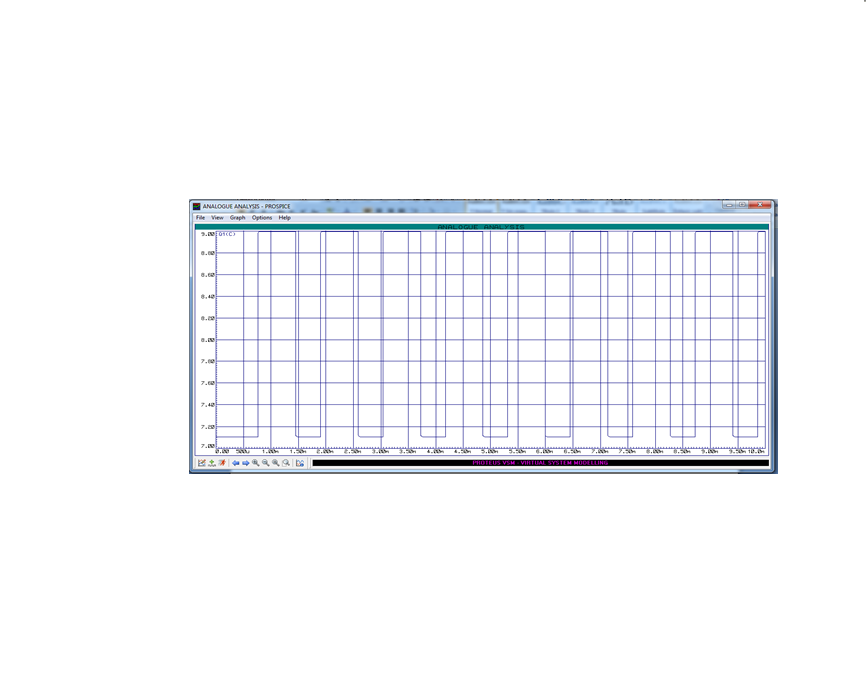 ANALOGUE ANALYSIS - PROSPICE
File View Graph Options Help
ANALOGUE ANALYSIS
9.00 Q1(C)
8.80
8.60
8.40
8.20
8.00
7.80
7.60
7.40
7.20
7.00
0.00 500u 1.00m 1.50m 2.00m 2.50m 3.00m 3.50m 4.00m 4.50m 5.00m 5.50m 6.00m 6.50m 7.00m 7.50m 8.00m 8.50m 9.00m 9.50m 10.0m
PROTEUS VSM - VIRTUAL SYSTEM MODELLING